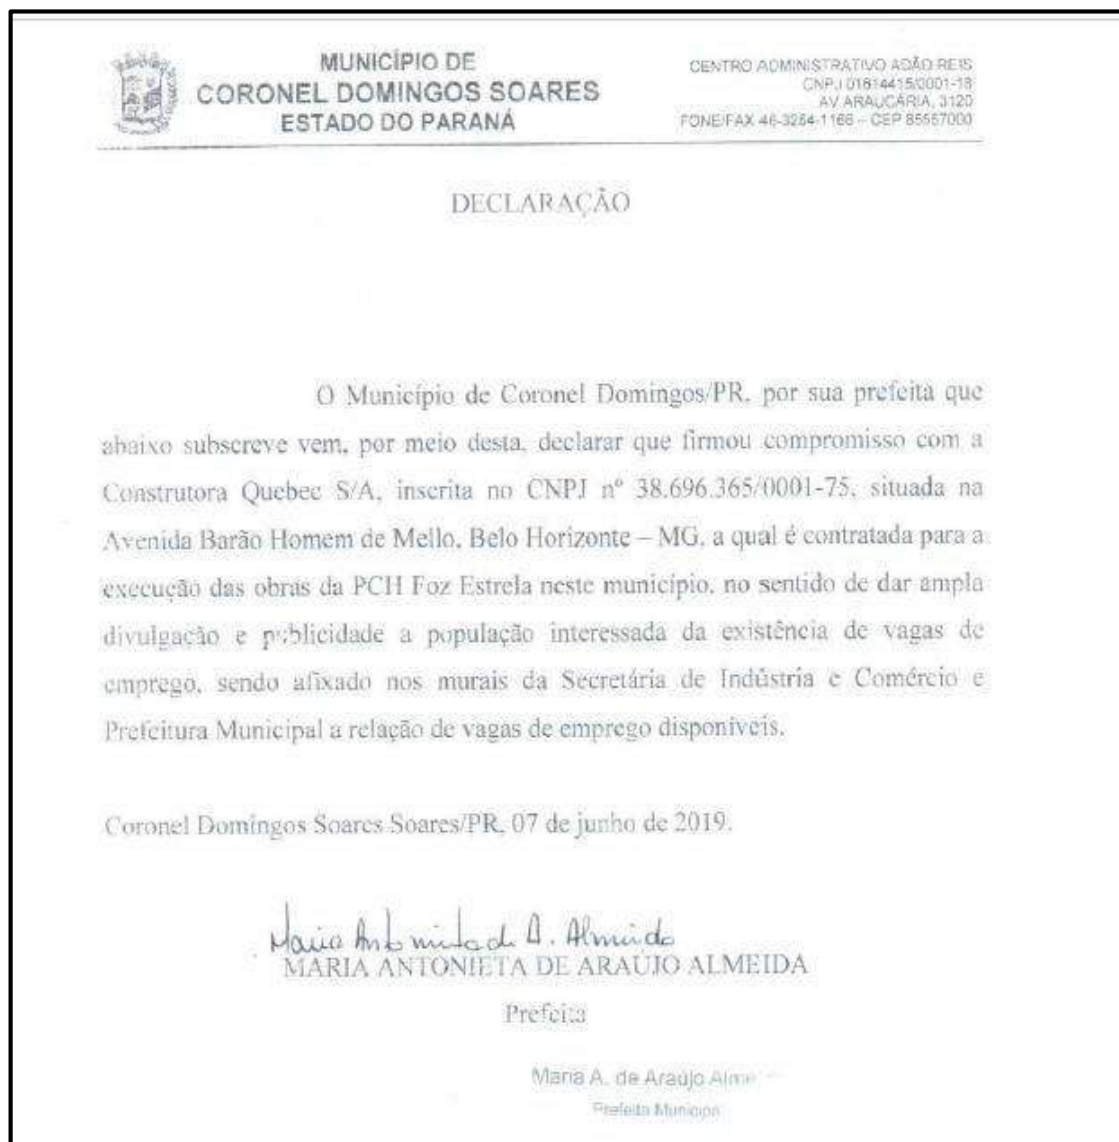 MUNICÍPIO DE
CORONEL DOMINGOS SOARES
ESTADO DO PARANÁ
CENTRO ADMINISTRATIVO ADÃO REIS
CNPJ 01614415/0001-18
AV ARAUCÁRIA, 3120
FONE/FAX 46-3254-1166 – CEP 85557000
DECLARAÇÃO
O Município de Coronel Domingos/PR, por sua prefeita que
abaixo subscreve vem, por meio desta, declarar que firmou compromisso com a
Construtora Quebec S/A, inscrita no CNPJ nº 38.696.365/0001-75, situada na
Avenida Barão Homem de Mello, Belo Horizonte – MG, a qual é contratada para a
execução das obras da PCH Foz Estrela neste município, no sentido de dar ampla
divulgação e publicidade a população interessada da existência de vagas de
emprego, sendo afixado nos murais da Secretária de Indústria e Comércio e
Prefeitura Municipal a relação de vagas de emprego disponíveis.
Coronel Domingos Soares Soares/PR, 07 de junho de 2019.
Maria Antonieta de A. Almeida
MARIA ANTONIETA DE ARAÚJO ALMEIDA
Prefeita
Maria A. de Araújo Alme
Prefeita Municipa